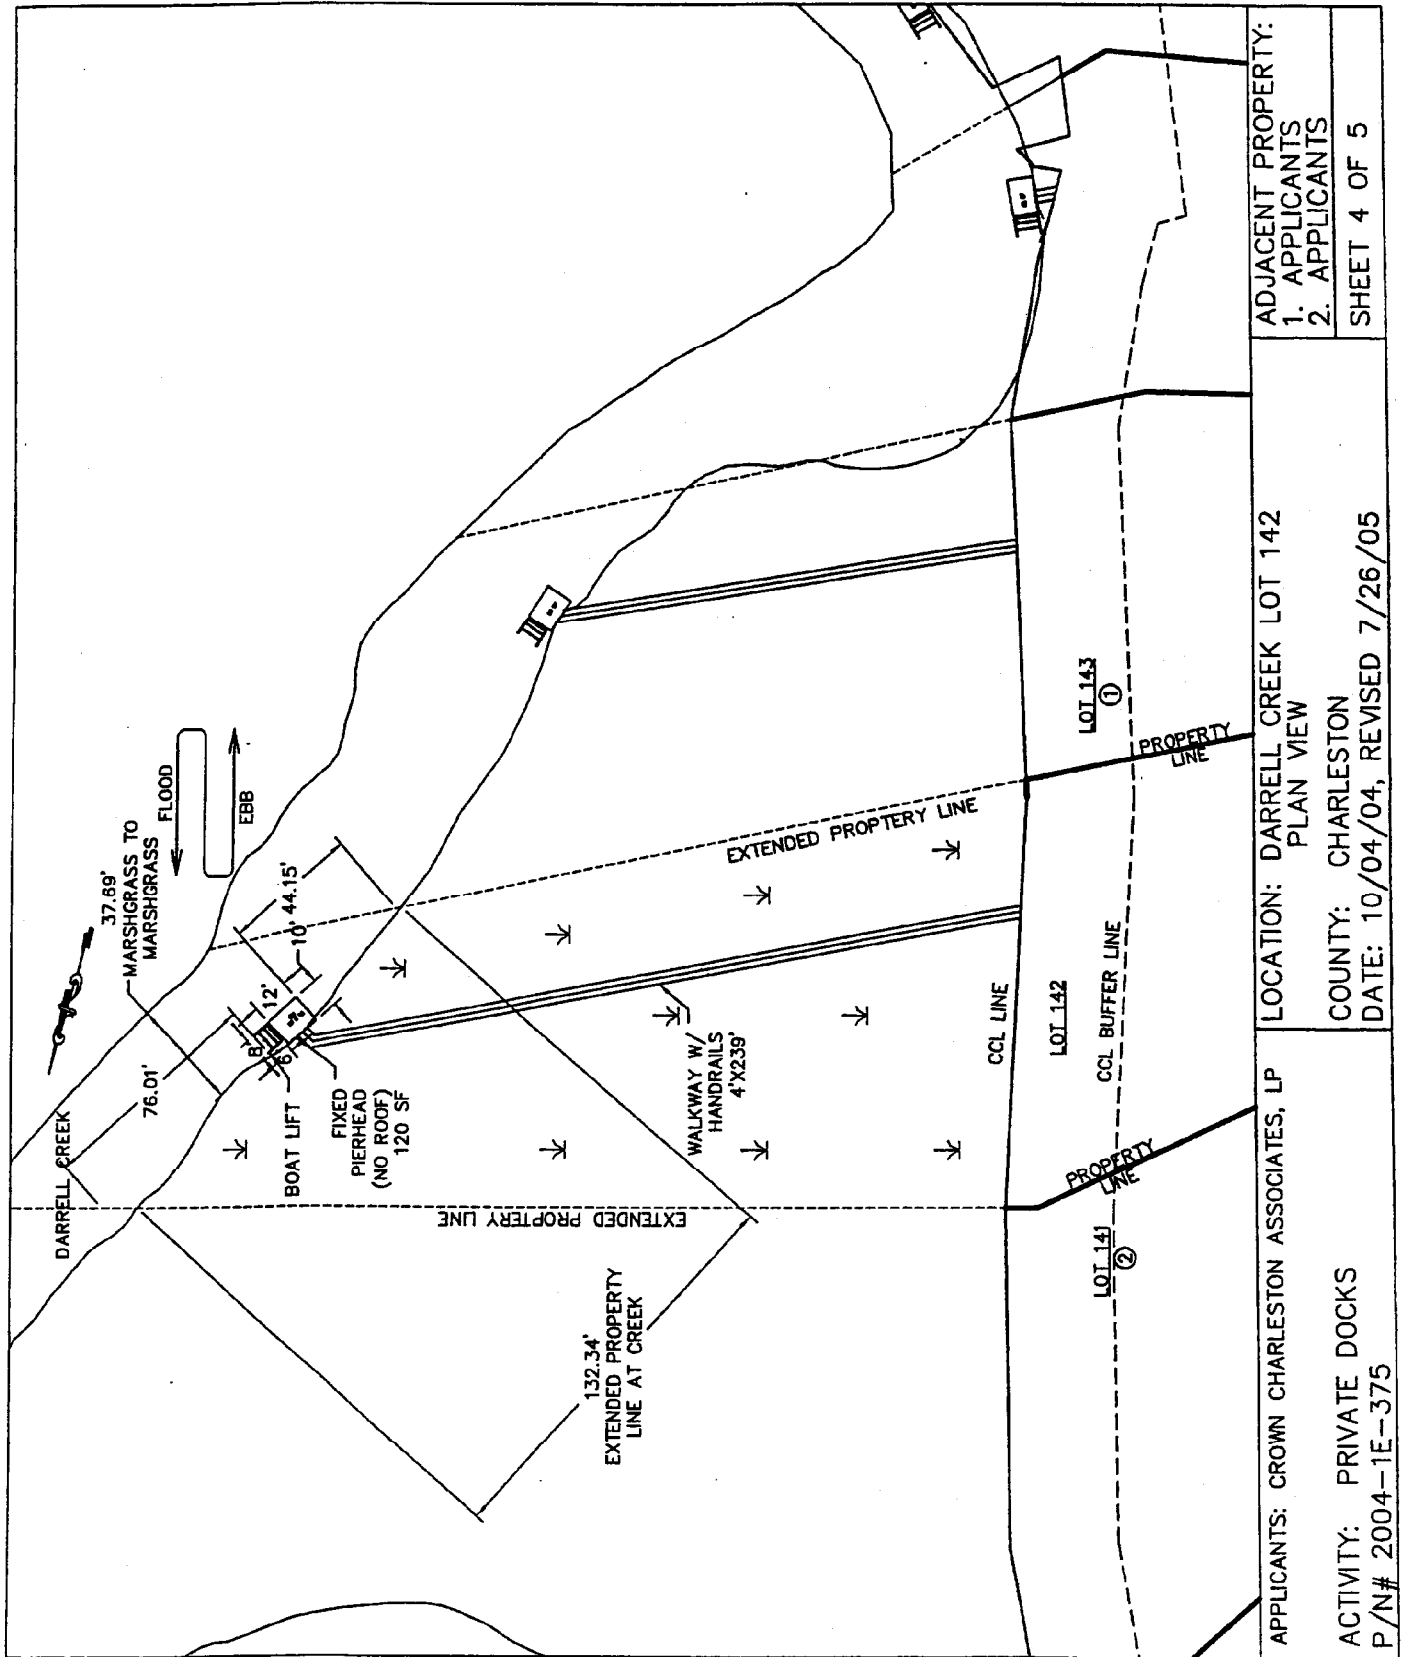 DARRELL CREEK
76.01'
37.69'
MARSHGRASS TO
MARSHGRASS
FLOOD
EBB
44.15'
10'
12'
8'
6'
BOAT LIFT
FIXED
PIERHEAD
(NO ROOF)
120 SF
EXTENDED PROPTERY LINE
EXTENDED PROPTERY LINE
WALKWAY W/
HANDRAILS
4'X239'
132.34'
EXTENDED PROPERTY
LINE AT CREEK
CCL LINE
LOT 142
CCL BUFFER LINE
LOT 143
1
PROPERTY
LINE
PROPERTY
LINE
LOT 141
2
APPLICANTS: CROWN CHARLESTON ASSOCIATES, LP
ACTIVITY: PRIVATE DOCKS
P/N# 2004-1E-375
LOCATION: DARRELL CREEK LOT 142
PLAN VIEW
COUNTY: CHARLESTON
DATE: 10/04/04, REVISED 7/26/05
ADJACENT PROPERTY:
1. APPLICANTS
2. APPLICANTS
SHEET 4 OF 5